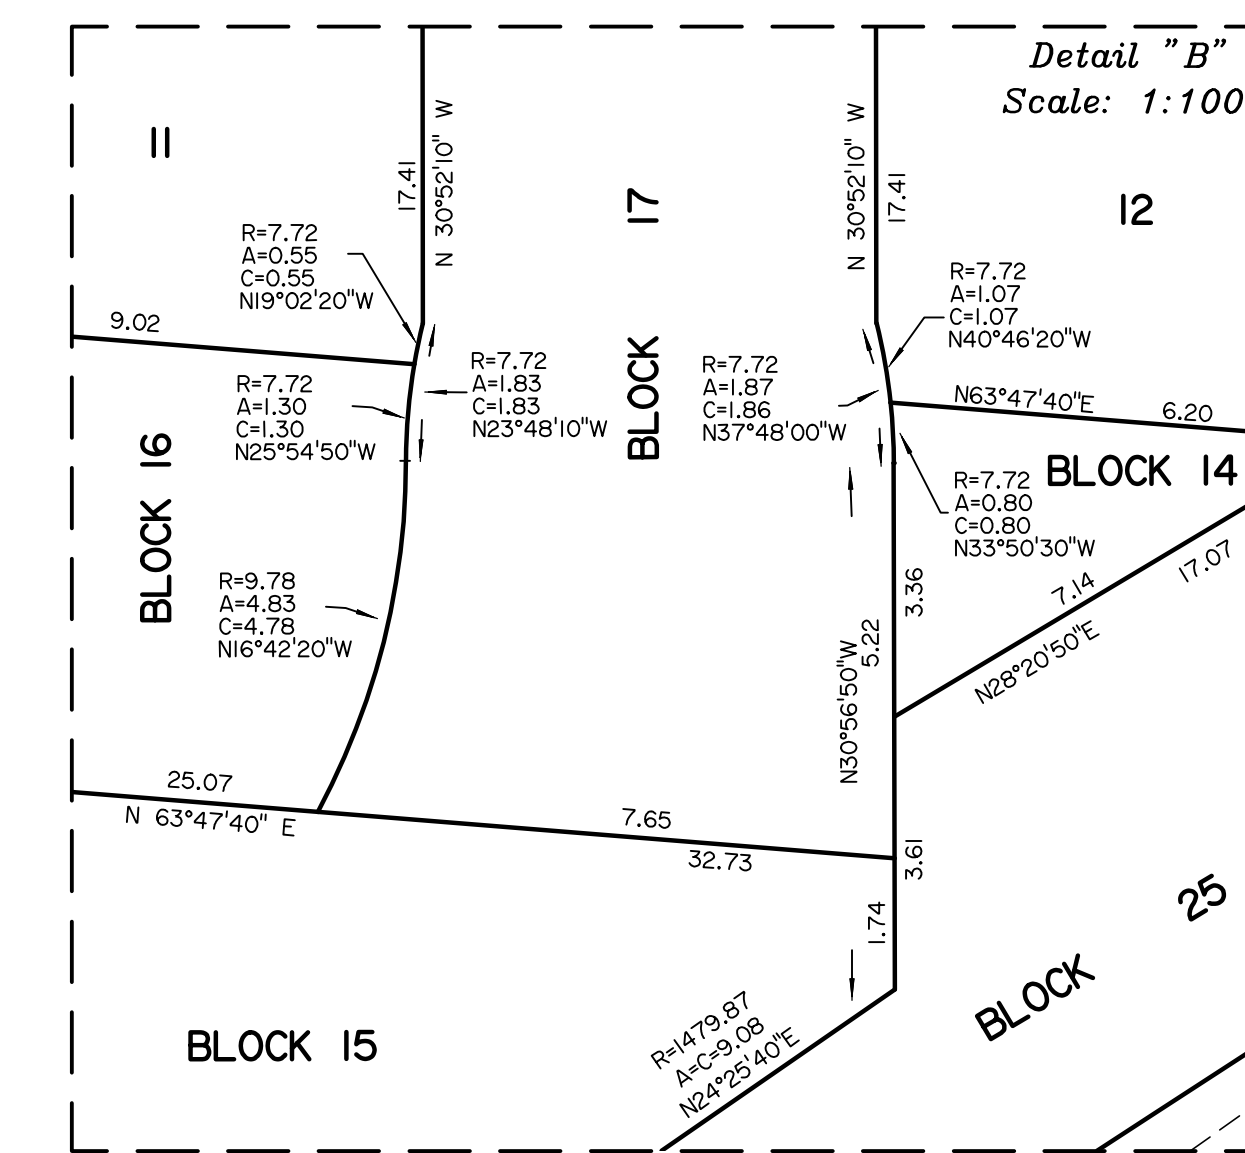 Detail "B"
Scale: 1:100
11
17.41
N 30°52'10" W
BLOCK 17
N 30°52'10" W
17.41
12
R=7.72
A=0.55
C=0.55
N19°02'20"W
9.02
R=7.72
A=1.83
C=1.83
N23°48'10"W
R=7.72
A=1.30
C=1.30
N25°54'50"W
R=7.72
A=1.87
C=1.86
N37°48'00"W
R=7.72
A=1.07
C=1.07
N40°46'20"W
N63°47'40"E
6.20
BLOCK 14
R=7.72
A=0.80
C=0.80
N33°50'30"W
BLOCK 16
R=9.78
A=4.83
C=4.78
N16°42'20"W
3.36
5.22
N30°56'50"W
7.14
17.07
N28°20'50"E
25.07
N 63°47'40" E
7.65
32.73
3.61
1.74
BLOCK 25
BLOCK 15
R=1479.87
A=C=9.08
N24°25'40"E